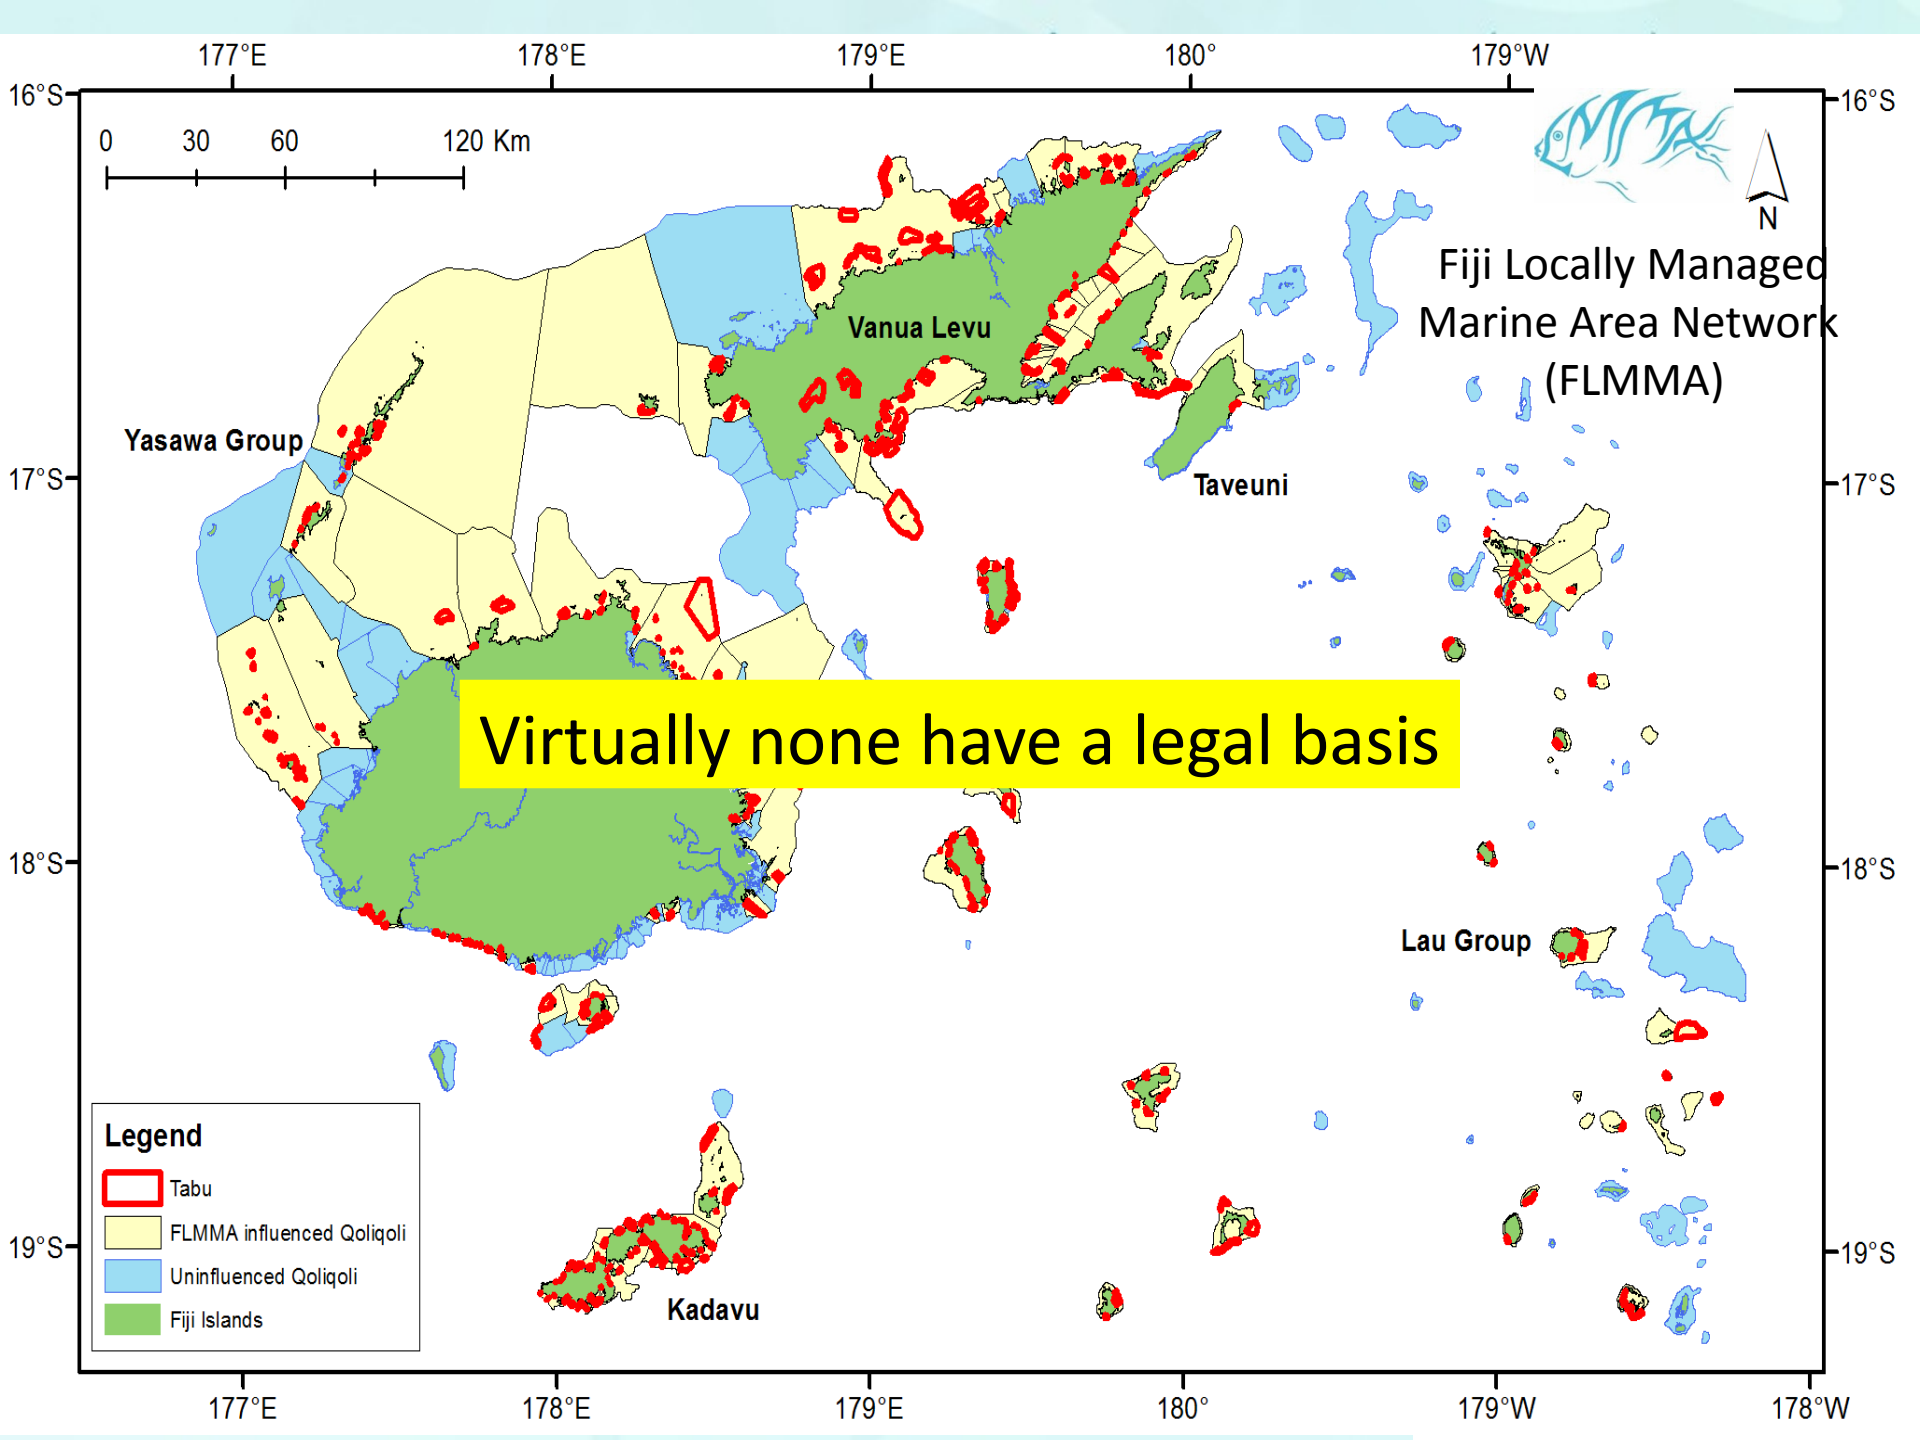 177°E 178°E 179°E 180° 179°W
16°S 16°S
0 30 60 120 Km
LMMA
N
Fiji Locally Managed
Marine Area Network
(FLMMA)
Vanua Levu
Yasawa Group
17°S 17°S
Taveuni
Virtually none have a legal basis
18°S 18°S
Lau Group
Legend
Tabu
FLMMA influenced Qoliqoli
Uninfluenced Qoliqoli
Fiji Islands
19°S 19°S
Kadavu
177°E 178°E 179°E 180° 179°W 178°W